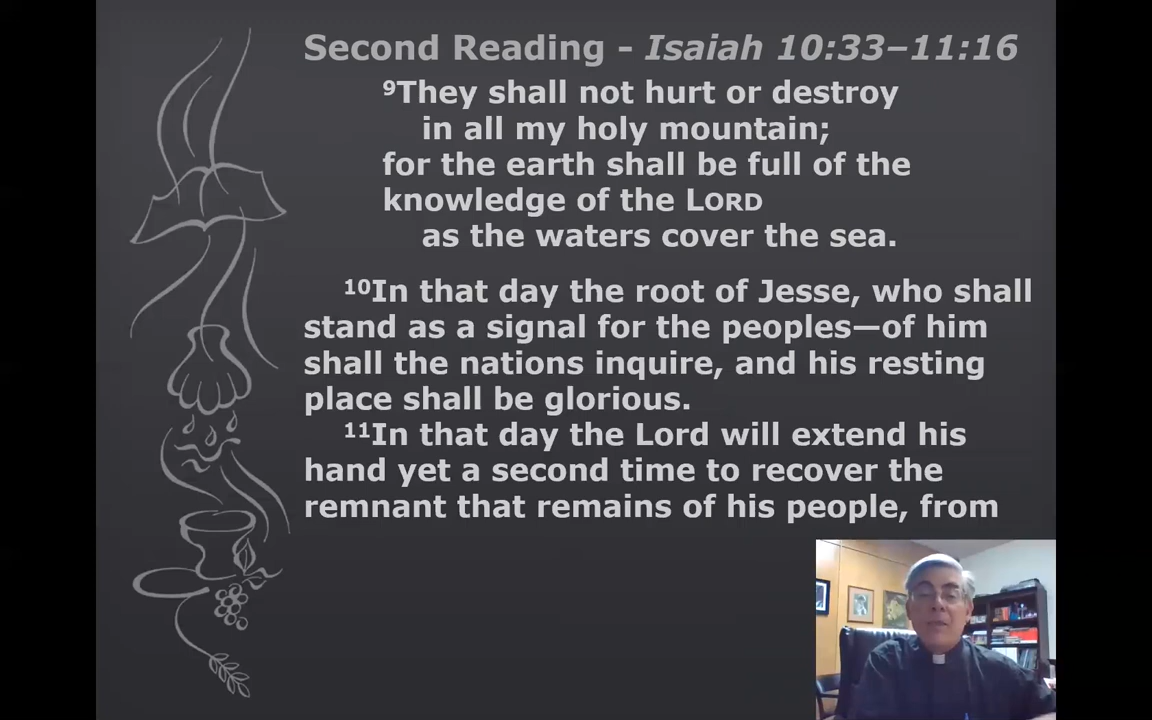 Second Reading - Isaiah 10:33–11:16
⁹They shall not hurt or destroy
in all my holy mountain;
for the earth shall be full of the
knowledge of the LORD
as the waters cover the sea.
¹⁰In that day the root of Jesse, who shall
stand as a signal for the peoples—of him
shall the nations inquire, and his resting
place shall be glorious.
¹¹In that day the Lord will extend his
hand yet a second time to recover the
remnant that remains of his people, from